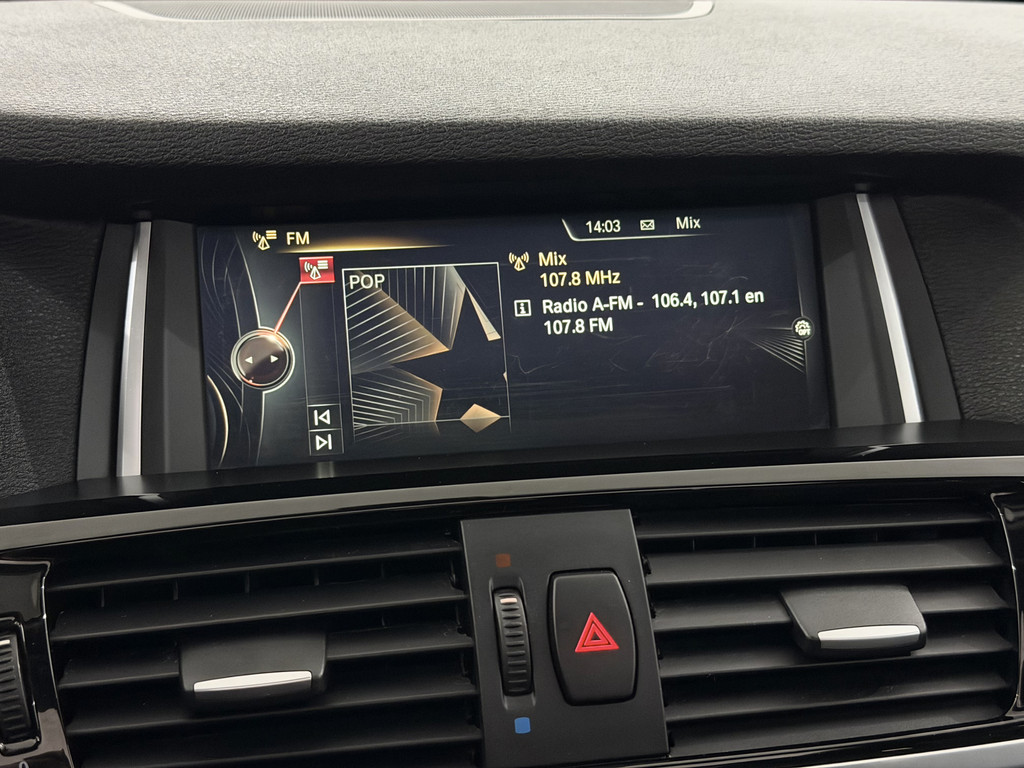 FM
14:03 Mix
POP
Mix
107.8 MHz
Radio A-FM - 106.4, 107.1 en
107.8 FM